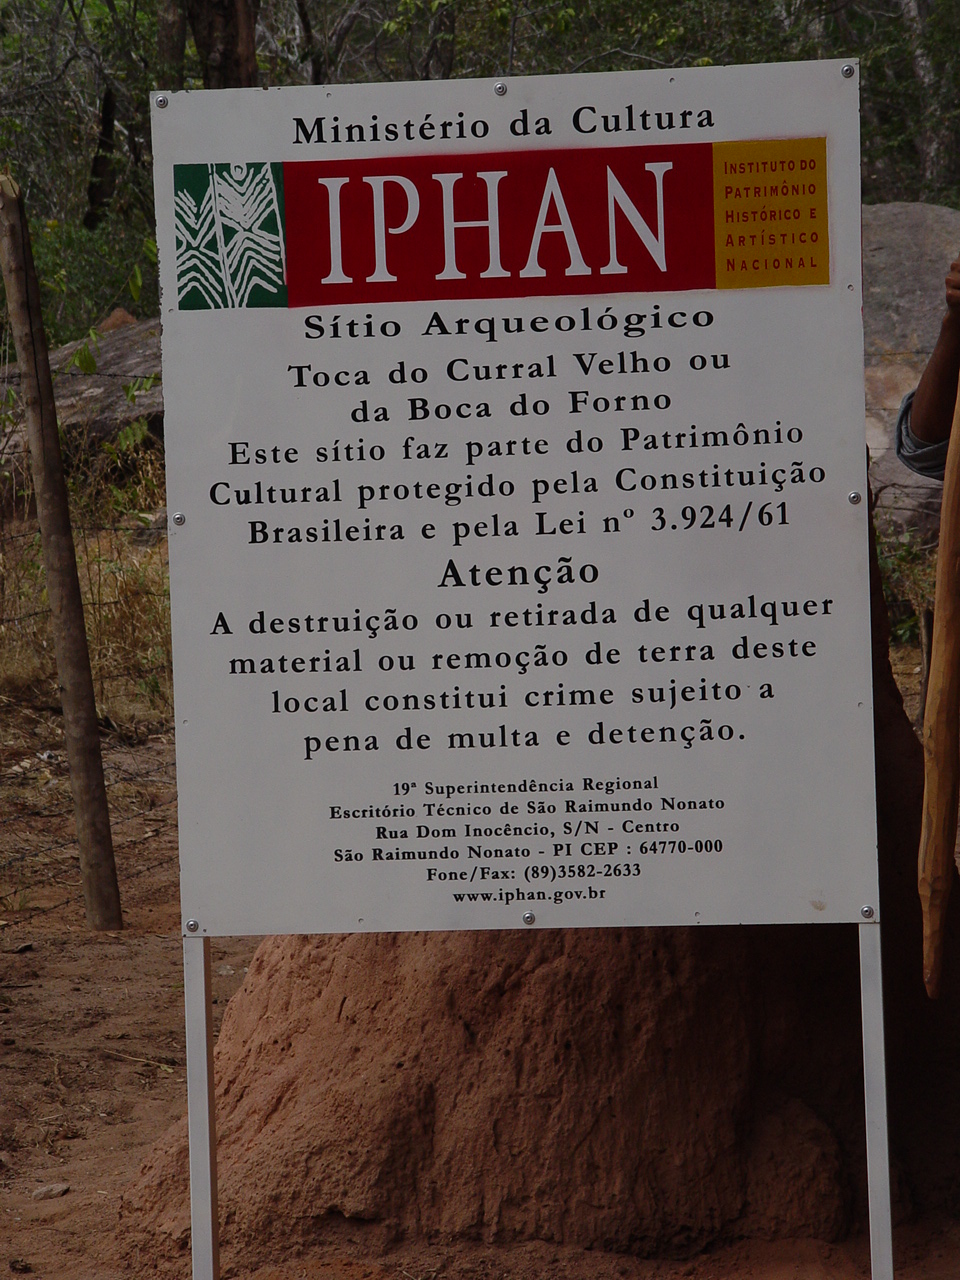 Ministério da Cultura
IPHAN
INSTITUTO DO
PATRIMÔNIO
HISTÓRICO E
ARTÍSTICO
NACIONAL
Sítio Arqueológico
Toca do Curral Velho ou
da Boca do Forno
Este sítio faz parte do Patrimônio
Cultural protegido pela Constituição
Brasileira e pela Lei nº 3.924/61
Atenção
A destruição ou retirada de qualquer
material ou remoção de terra deste
local constitui crime sujeito a
pena de multa e detenção.
19ª Superintendência Regional
Escritório Técnico de São Raimundo Nonato
Rua Dom Inocêncio, S/N - Centro
São Raimundo Nonato - PI CEP : 64770-000
Fone/Fax: (89)3582-2633
www.iphan.gov.br